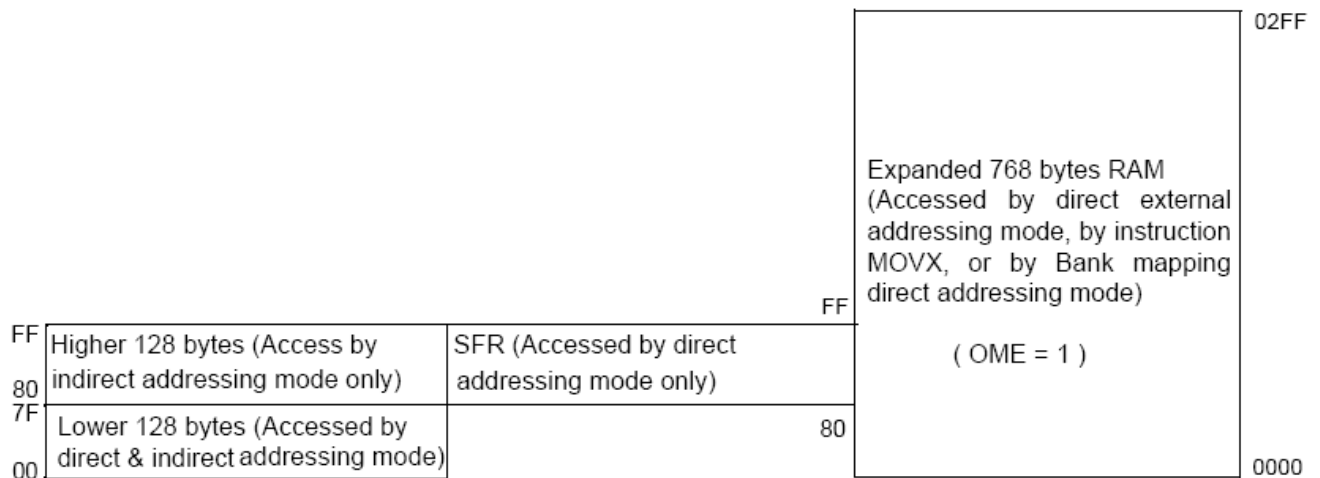 02FF
Expanded 768 bytes RAM
(Accessed by direct external
addressing mode, by instruction
MOVX, or by Bank mapping
direct addressing mode)
( OME = 1 )
0000
FF
Higher 128 bytes (Access by
indirect addressing mode only)
80
7F
Lower 128 bytes (Accessed by
direct & indirect addressing mode)
00
FF
SFR (Accessed by direct
addressing mode only)
80